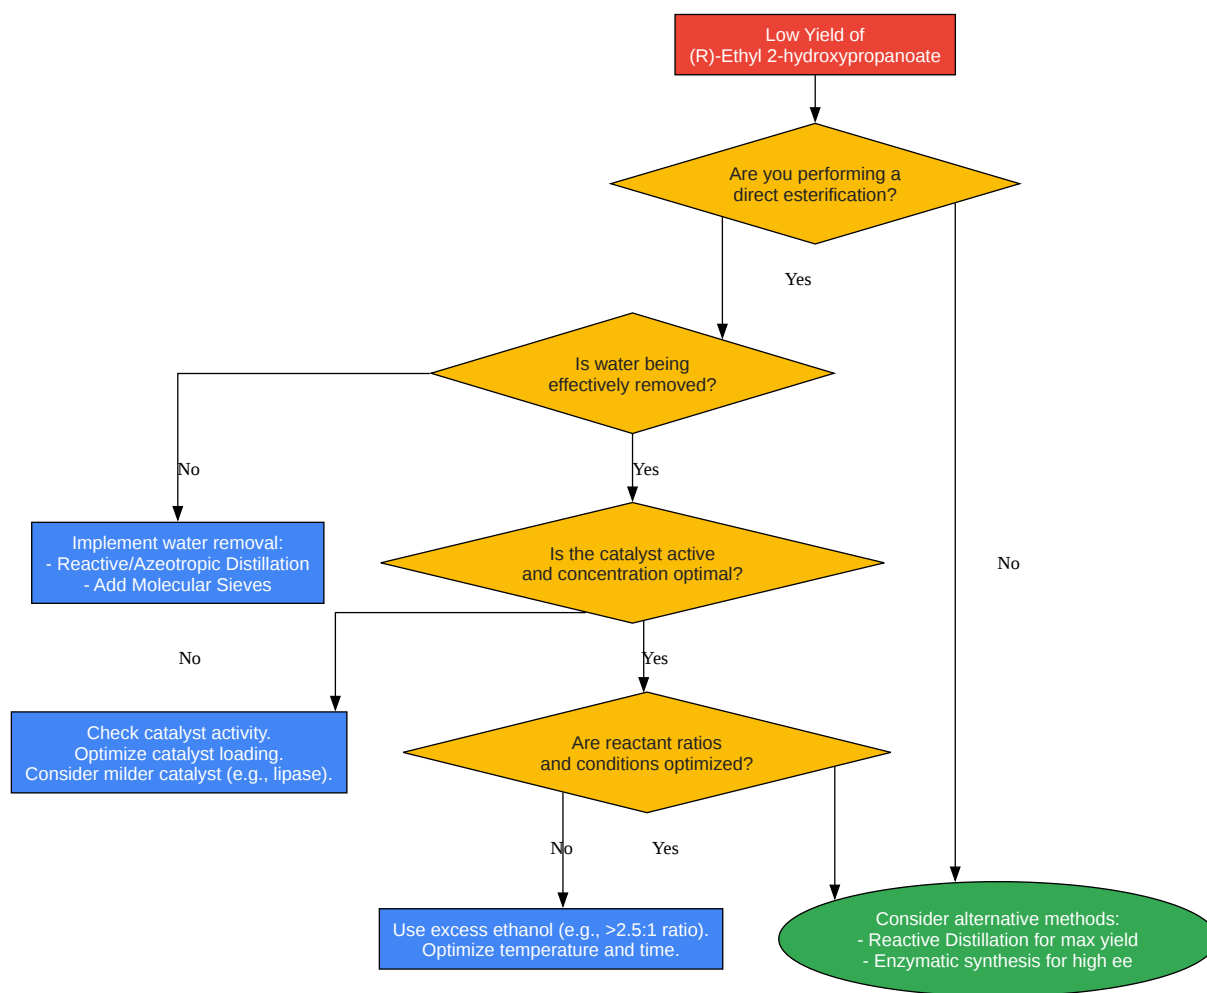 Low Yield of
(R)-Ethyl 2-hydroxypropanoate
Are you performing a
direct esterification?
Yes
Is water being
effectively removed?
No
Yes
Implement water removal:
- Reactive/Azeotropic Distillation
- Add Molecular Sieves
Is the catalyst active
and concentration optimal?
No
No
Yes
Check catalyst activity.
Optimize catalyst loading.
Consider milder catalyst (e.g., lipase).
Are reactant ratios
and conditions optimized?
No
Yes
Use excess ethanol (e.g., >2.5:1 ratio).
Optimize temperature and time.
Consider alternative methods:
- Reactive Distillation for max yield
- Enzymatic synthesis for high ee